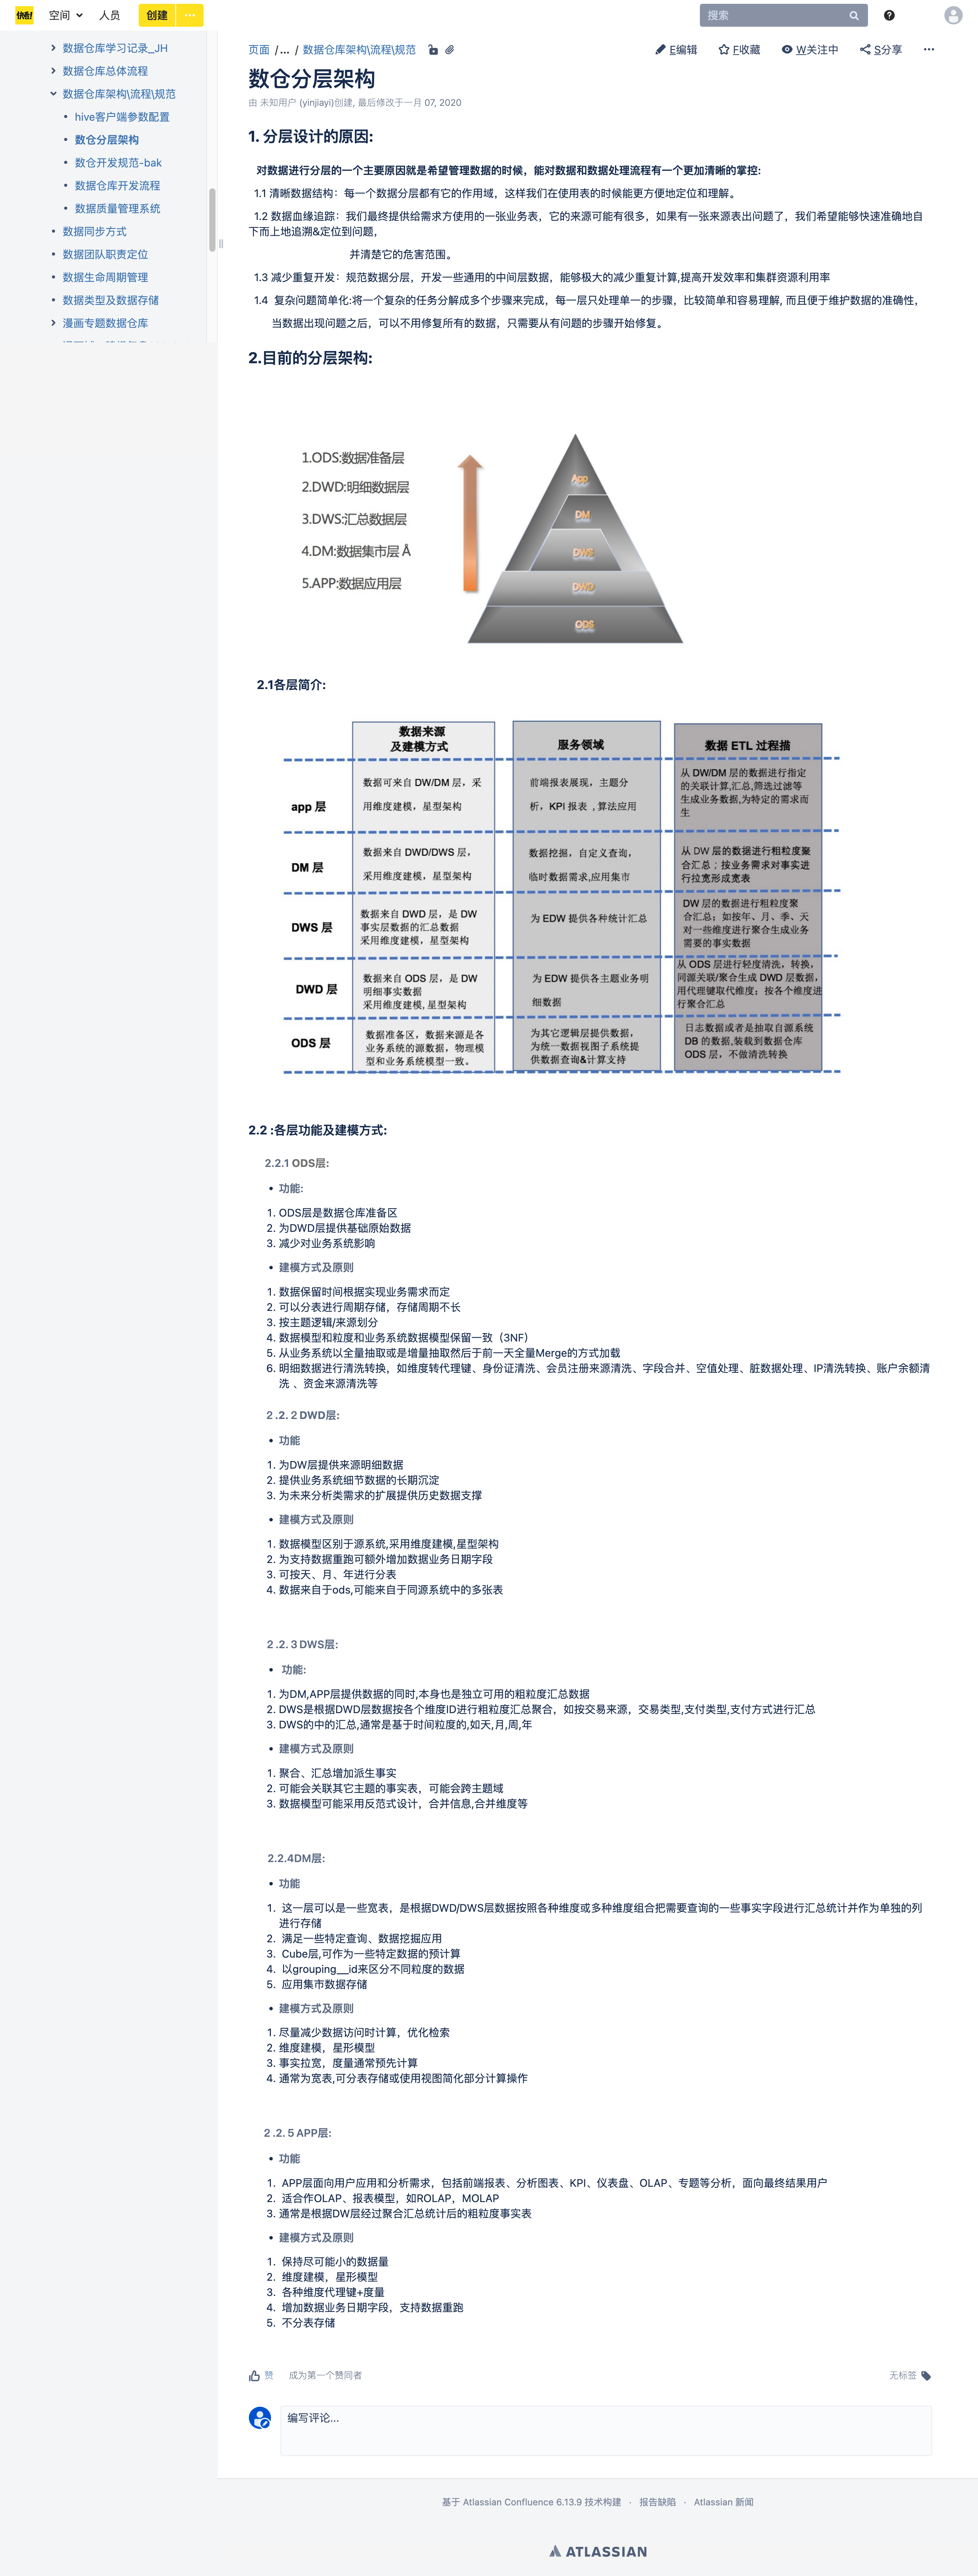 快看!
空间
人员
创建
搜索
数据仓库学习记录_JH
数据仓库总体流程
数据仓库架构\流程\规范
• hive客户端参数配置
• 数仓分层架构
• 数仓开发规范-bak
• 数据仓库开发流程
• 数据质量管理系统
• 数据同步方式
• 数据团队职责定位
• 数据生命周期管理
• 数据类型及数据存储
漫画专题数据仓库
页面 /... / 数据仓库架构\流程\规范
E编辑 F收藏 W关注中 S分享 ...
数仓分层架构
由 未知用户 (yinjiayi)创建, 最后修改于一月 07, 2020
1. 分层设计的原因:
对数据进行分层的一个主要原因就是希望管理数据的时候，能对数据和数据处理流程有一个更加清晰的掌控:
1.1 清晰数据结构：每一个数据分层都有它的作用域，这样我们在使用表的时候能更方便地定位和理解。
1.2 数据血缘追踪：我们最终提供给需求方使用的一张业务表，它的来源可能有很多，如果有一张来源表出问题了，我们希望能够快速准确地自
下而上地追溯&定位到问题，
并清楚它的危害范围。
1.3 减少重复开发：规范数据分层，开发一些通用的中间层数据，能够极大的减少重复计算,提高开发效率和集群资源利用率
1.4 复杂问题简单化:将一个复杂的任务分解成多个步骤来完成，每一层只处理单一的步骤，比较简单和容易理解, 而且便于维护数据的准确性，
当数据出现问题之后，可以不用修复所有的数据，只需要从有问题的步骤开始修复。
2.目前的分层架构:
1.ODS:数据准备层
2.DWD:明细数据层
3.DWS:汇总数据层
4.DM:数据集市层 Å
5.APP:数据应用层
App
DM
DWS
DWD
ODS
2.1各层简介:
数据来源
及建模方式
服务领域
数据 ETL 过程描
app 层
数据可来自 DW/DM 层，采
用维度建模，星型架构
前端报表展现，主题分
析，KPI 报表 ,算法应用
从 DW/DM 层的数据进行指定
的关联计算,汇总,筛选过滤等
生成业务数据,为特定的需求而
生
DM 层
数据来自 DWD/DWS 层，
采用维度建模，星型架构
数据挖掘，自定义查询，
临时数据需求,应用集市
从 DW 层的数据进行粗粒度聚
合汇总；按业务需求对事实进
行拉宽形成宽表
DWS 层
数据来自 DWD 层，是 DW
事实层数据的汇总数据
采用维度建模，星型架构
为 EDW 提供各种统计汇总
DW 层的数据进行粗粒度聚
合汇总；如按年、月、季、天
对一些维度进行聚合生成业务
需要的事实数据
DWD 层
数据来自 ODS 层，是 DW
明细事实数据
采用维度建模, 星型架构
为 EDW 提供各主题业务明
细数据
从 ODS 层进行轻度清洗，转换，
同源关联/聚合生成 DWD 层数据，
用代理键取代维度；按各个维度进
行聚合汇总
ODS 层
数据准备区，数据来源是各
业务系统的源数据，物理模
型和业务系统模型一致。
为其它逻辑层提供数据，
为统一数据视图子系统提
供数据查询&计算支持
日志数据或者是抽取自源系统
DB 的数据,装载到数据仓库
ODS 层，不做清洗转换
2.2 :各层功能及建模方式:
2.2.1 ODS层:
• 功能:
1. ODS层是数据仓库准备区
2. 为DWD层提供基础原始数据
3. 减少对业务系统影响
• 建模方式及原则
1. 数据保留时间根据实现业务需求而定
2. 可以分表进行周期存储，存储周期不长
3. 按主题逻辑/来源划分
4. 数据模型和粒度和业务系统数据模型保留一致（3NF）
5. 从业务系统以全量抽取或是增量抽取然后于前一天全量Merge的方式加载
6. 明细数据进行清洗转换，如维度转代理键、身份证清洗、会员注册来源清洗、字段合并、空值处理、脏数据处理、IP清洗转换、账户余额清
洗 、资金来源清洗等
2 .2. 2 DWD层:
• 功能
1. 为DW层提供来源明细数据
2. 提供业务系统细节数据的长期沉淀
3. 为未来分析类需求的扩展提供历史数据支撑
• 建模方式及原则
1. 数据模型区别于源系统,采用维度建模,星型架构
2. 为支持数据重跑可额外增加数据业务日期字段
3. 可按天、月、年进行分表
4. 数据来自于ods,可能来自于同源系统中的多张表
2 .2. 3 DWS层:
• 功能:
1. 为DM,APP层提供数据的同时,本身也是独立可用的粗粒度汇总数据
2. DWS是根据DWD层数据按各个维度ID进行粗粒度汇总聚合，如按交易来源，交易类型,支付类型,支付方式进行汇总
3. DWS的中的汇总,通常是基于时间粒度的,如天,月,周,年
• 建模方式及原则
1. 聚合、汇总增加派生事实
2. 可能会关联其它主题的事实表，可能会跨主题域
3. 数据模型可能采用反范式设计，合并信息,合并维度等
2.2.4DM层:
• 功能
1. 这一层可以是一些宽表，是根据DWD/DWS层数据按照各种维度或多种维度组合把需要查询的一些事实字段进行汇总统计并作为单独的列
进行存储
2. 满足一些特定查询、数据挖掘应用
3. Cube层,可作为一些特定数据的预计算
4. 以grouping__id来区分不同粒度的数据
5. 应用集市数据存储
• 建模方式及原则
1. 尽量减少数据访问时计算，优化检索
2. 维度建模，星形模型
3. 事实拉宽，度量通常预先计算
4. 通常为宽表,可分表存储或使用视图简化部分计算操作
2 .2. 5 APP层:
• 功能
1. APP层面向用户应用和分析需求，包括前端报表、分析图表、KPI、仪表盘、OLAP、专题等分析，面向最终结果用户
2. 适合作OLAP、报表模型，如ROLAP，MOLAP
3. 通常是根据DW层经过聚合汇总统计后的粗粒度事实表
• 建模方式及原则
1. 保持尽可能小的数据量
2. 维度建模，星形模型
3. 各种维度代理键+度量
4. 增加数据业务日期字段，支持数据重跑
5. 不分表存储
赞 成为第一个赞同者
无标签
编写评论...
基于 Atlassian Confluence 6.13.9 技术构建 · 报告缺陷 · Atlassian 新闻
ATLASSIAN